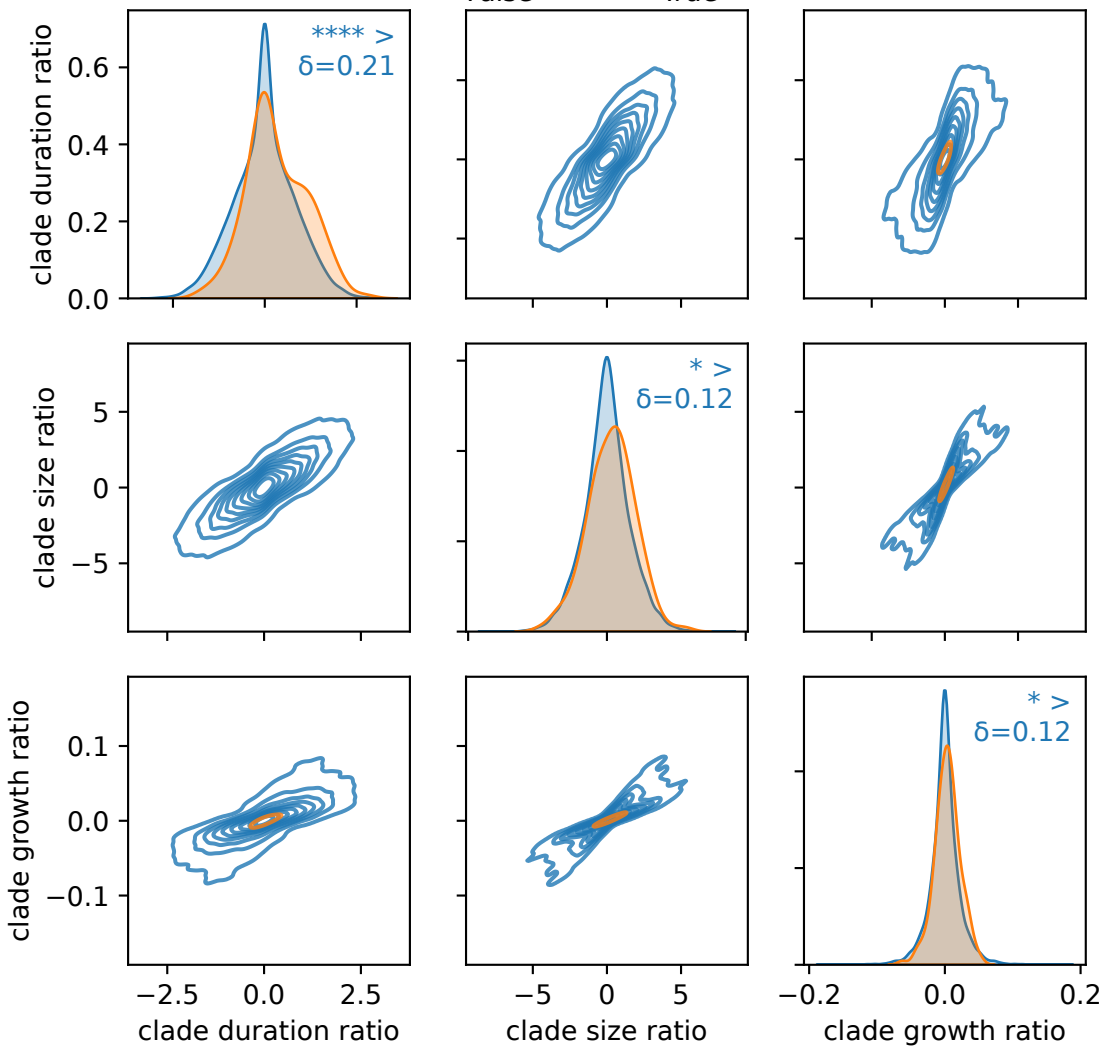 True
**** >
δ=0.21
clade duration ratio
0.6
0.4
0.2
0.0
* >
δ=0.12
clade size ratio
5
0
−5
* >
δ=0.12
clade growth ratio
0.1
0.0
−0.1
−2.5 0.0 2.5 −5 0 5 −0.2 0.0 0.2
clade duration ratio clade size ratio clade growth ratio